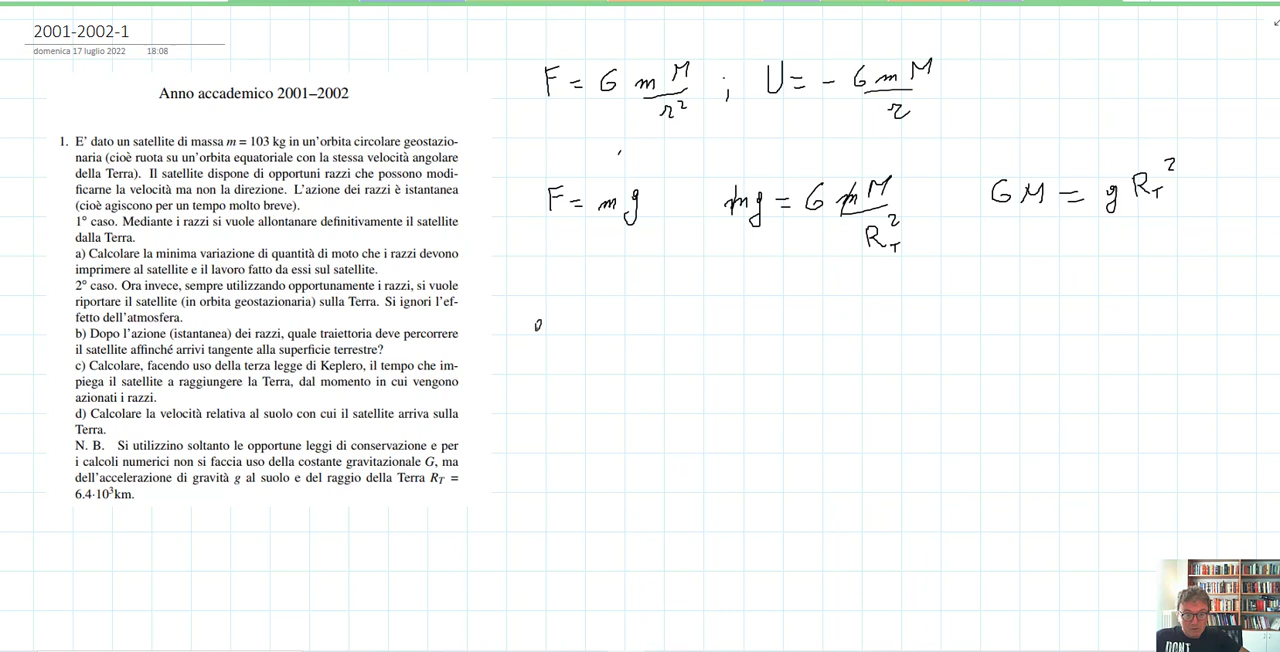 2001-2002-1
domenica 17 luglio 2022 18:08
Anno accademico 2001–2002
1. E' dato un satellite di massa m = 103 kg in un'orbita circolare geostazio-
naria (cioè ruota su un'orbita equatoriale con la stessa velocità angolare
della Terra). Il satellite dispone di opportuni razzi che possono modi-
ficarne la velocità ma non la direzione. L'azione dei razzi è istantanea
(cioè agiscono per un tempo molto breve).
1° caso. Mediante i razzi si vuole allontanare definitivamente il satellite
dalla Terra.
a) Calcolare la minima variazione di quantità di moto che i razzi devono
imprimere al satellite e il lavoro fatto da essi sul satellite.
2° caso. Ora invece, sempre utilizzando opportunamente i razzi, si vuole
riportare il satellite (in orbita geostazionaria) sulla Terra. Si ignori l'ef-
fetto dell'atmosfera.
b) Dopo l'azione (istantanea) dei razzi, quale traiettoria deve percorrere
il satellite affinché arrivi tangente alla superficie terrestre?
c) Calcolare, facendo uso della terza legge di Keplero, il tempo che im-
piega il satellite a raggiungere la Terra, dal momento in cui vengono
azionati i razzi.
d) Calcolare la velocità relativa al suolo con cui il satellite arriva sulla
Terra.
N. B. Si utilizzino soltanto le opportune leggi di conservazione e per
i calcoli numerici non si faccia uso della costante gravitazionale G, ma
dell'accelerazione di gravità g al suolo e del raggio della Terra R_T =
6.4·10³km.
F = G mM/r² ; U = - GmM/r
F = mg mg = G mM/R_T² GM = g R_T²